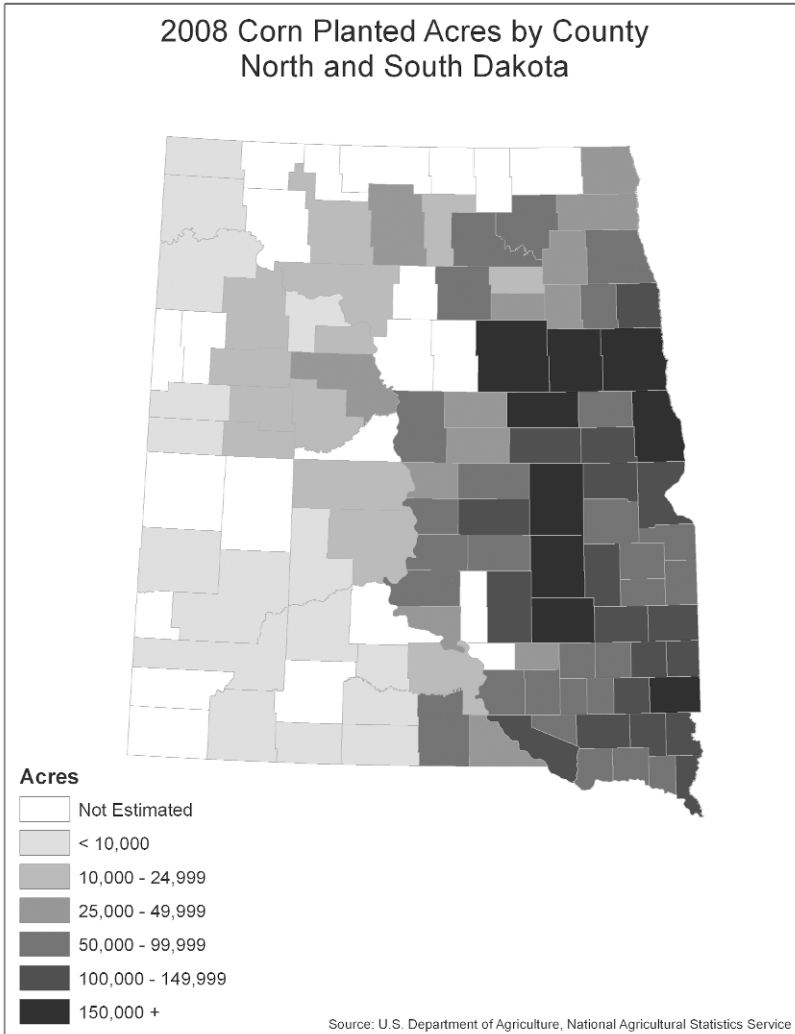 2008 Corn Planted Acres by County
North and South Dakota
Acres
Not Estimated
< 10,000
10,000 - 24,999
25,000 - 49,999
50,000 - 99,999
100,000 - 149,999
150,000 +
Source: U.S. Department of Agriculture, National Agricultural Statistics Service